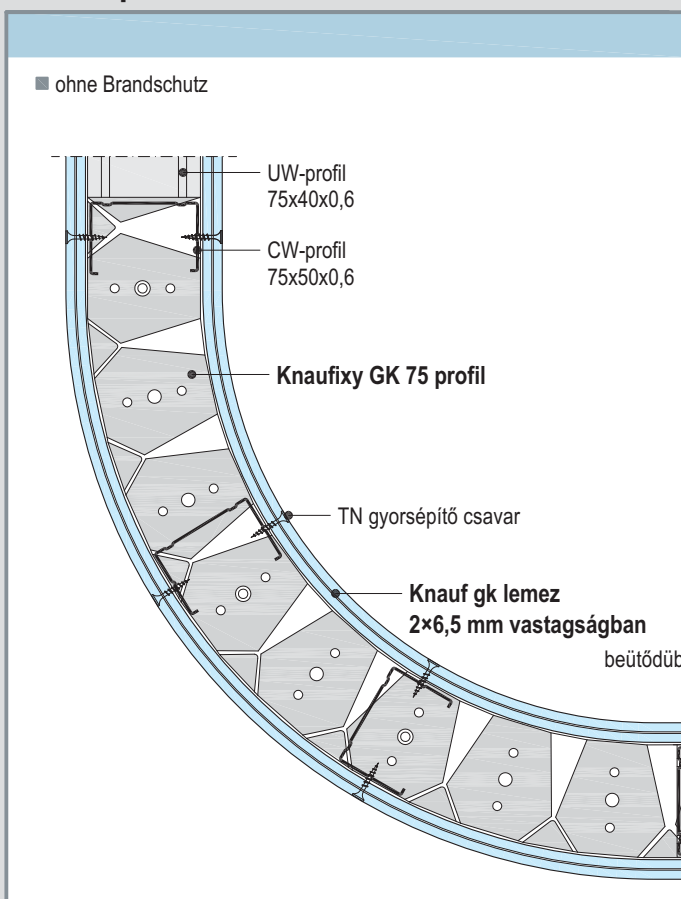 ohne Brandschutz
UW-profil
75x40x0,6
CW-profil
75x50x0,6
Knaufixy GK 75 profil
TN gyorsépítő csavar
Knauf gk lemez
2×6,5 mm vastagságban